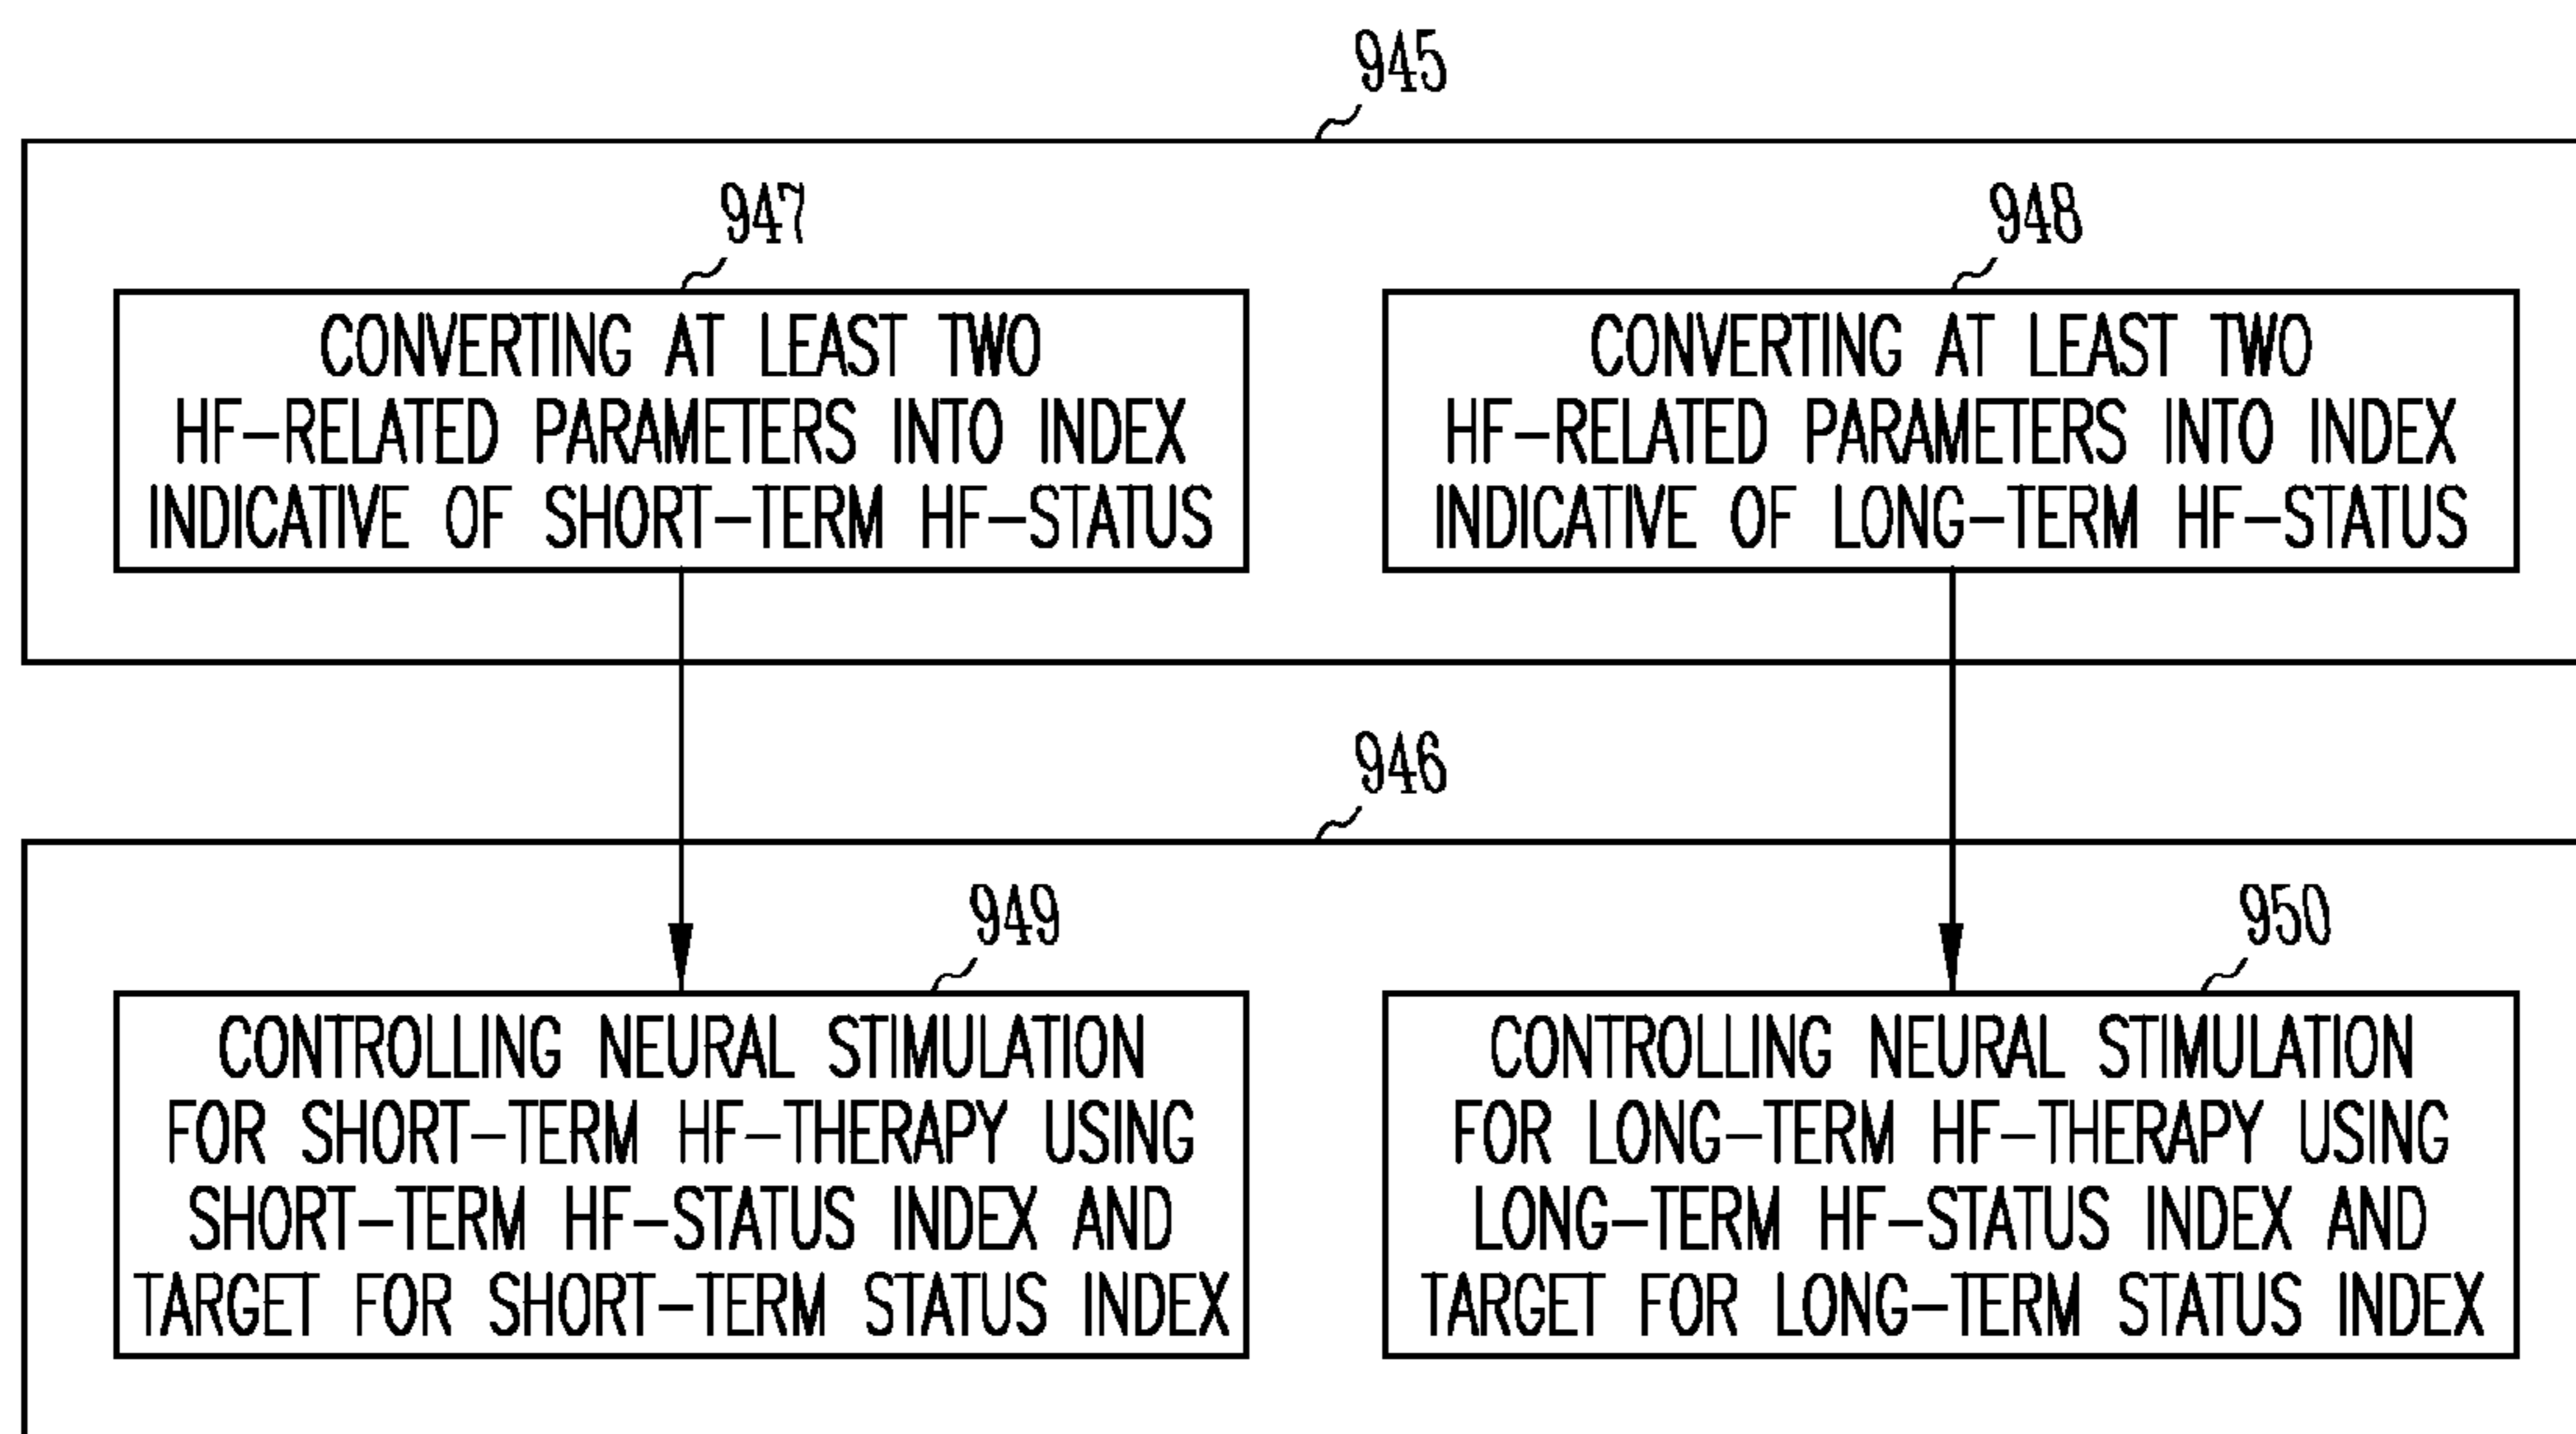 945
947
CONVERTING AT LEAST TWO
HF-RELATED PARAMETERS INTO INDEX
INDICATIVE OF SHORT-TERM HF-STATUS
948
CONVERTING AT LEAST TWO
HF-RELATED PARAMETERS INTO INDEX
INDICATIVE OF LONG-TERM HF-STATUS
946
949
CONTROLLING NEURAL STIMULATION
FOR SHORT-TERM HF-THERAPY USING
SHORT-TERM HF-STATUS INDEX AND
TARGET FOR SHORT-TERM STATUS INDEX
950
CONTROLLING NEURAL STIMULATION
FOR LONG-TERM HF-THERAPY USING
LONG-TERM HF-STATUS INDEX AND
TARGET FOR LONG-TERM STATUS INDEX